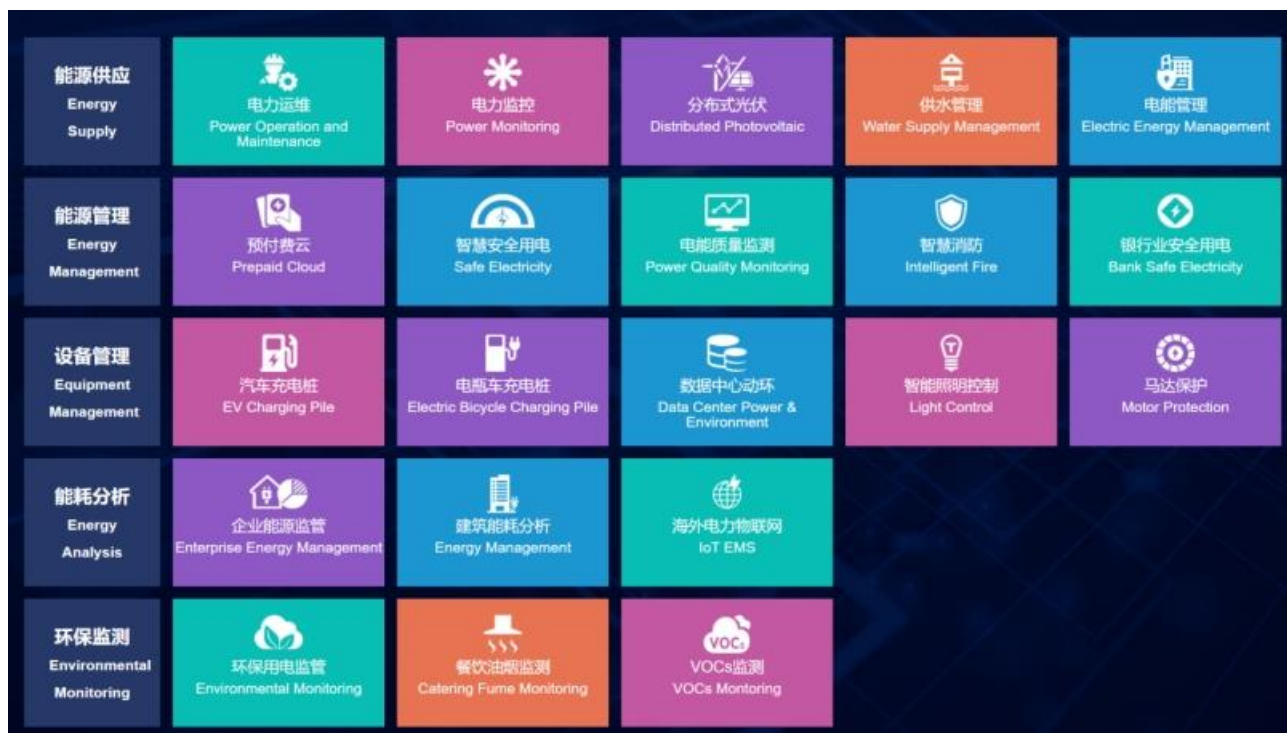 能源供应
Energy
Supply
电力运维
Power Operation and
Maintenance
电力监控
Power Monitoring
分布式光伏
Distributed Photovoltaic
供水管理
Water Supply Management
电能管理
Electric Energy Management
能源管理
Energy
Management
预付费云
Prepaid Cloud
智慧安全用电
Safe Electricity
电能质量监测
Power Quality Monitoring
智慧消防
Intelligent Fire
银行业安全用电
Bank Safe Electricity
设备管理
Equipment
Management
汽车充电桩
EV Charging Pile
电瓶车充电桩
Electric Bicycle Charging Pile
数据中心动环
Data Center Power &
Environment
智能照明控制
Light Control
马达保护
Motor Protection
能耗分析
Energy
Analysis
企业能源监管
Enterprise Energy Management
建筑能耗分析
Energy Management
海外电力物联网
IoT EMS
环保监测
Environmental
Monitoring
环保用电监管
Environmental Monitoring
餐饮油烟监测
Catering Fume Monitoring
VOCs
VOCs监测
VOCs Montoring